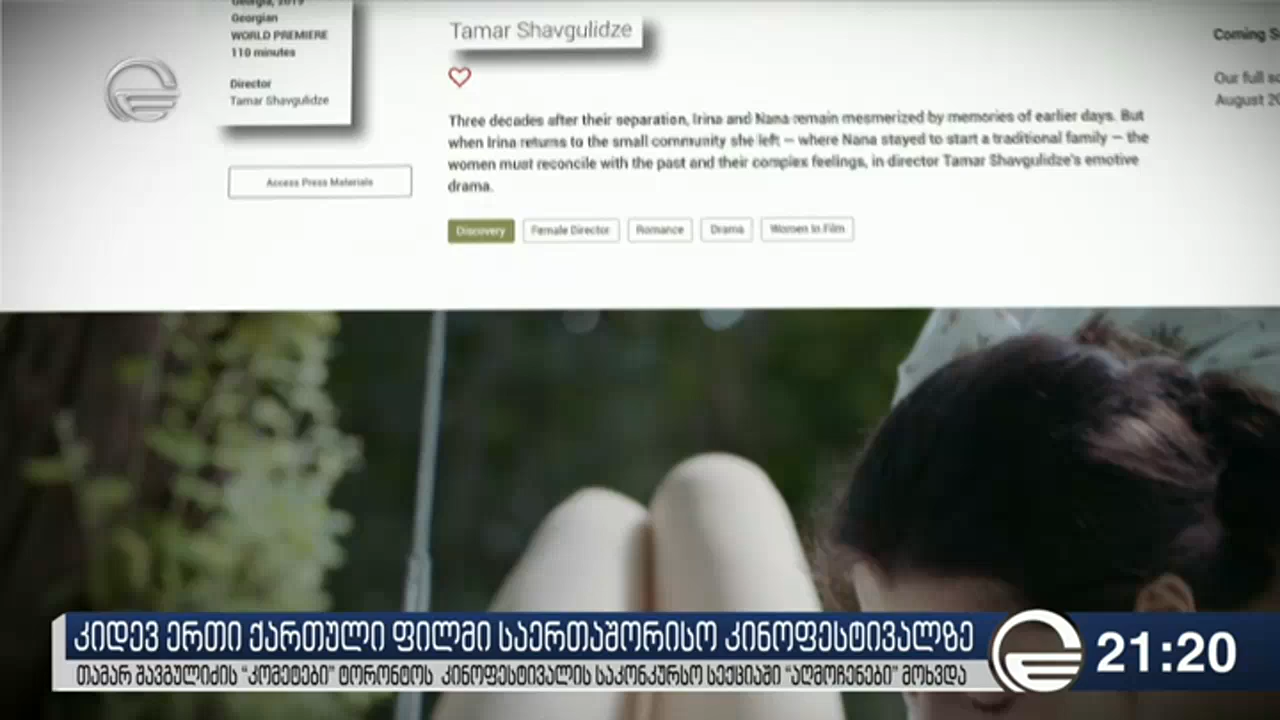 Georgia, 2019
Georgian
WORLD PREMIERE
110 minutes
Director
Tamar Shavgulidze
Access Press Materials
Tamar Shavgulidze
Three decades after their separation, Irina and Nana remain mesmerized by memories of earlier days. But
when Irina returns to the small community she left — where Nana stayed to start a traditional family — the
women must reconcile with the past and their complex feelings, in director Tamar Shavgulidze's emotive
drama.
Discovery Female Director Romance Drama Women In Film
Coming S
Our full sc
August 20
კიდევ ერთი ქართული ფილმი საერთაშორისო კინოფესტივალზე
თამარ შავგულიძის “კომეტები” ტორონტოს კინოფესტივალის საკონკურსო სექციაში “აღმოჩენები” მოხვდა
21:20